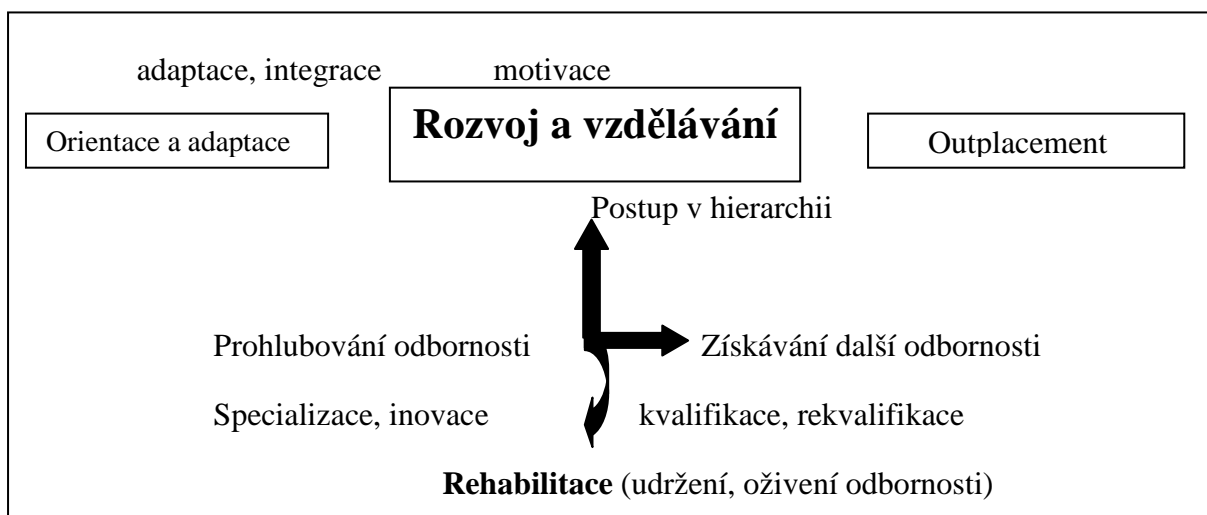 adaptace, integrace motivace
Orientace a adaptace
Rozvoj a vzdělávání
Outplacement
Postup v hierarchii
Prohlubování odbornosti
Získávání další odbornosti
Specializace, inovace
kvalifikace, rekvalifikace
Rehabilitace (udržení, oživení odbornosti)